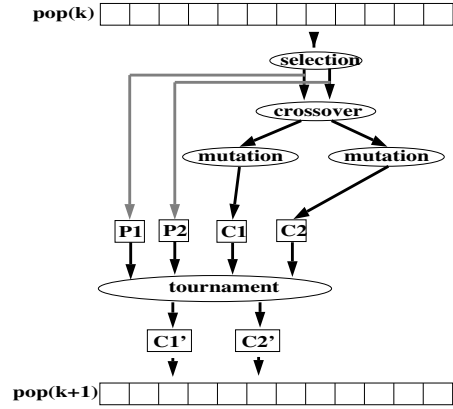 pop(k)
selection
crossover
mutation mutation
P1 P2 C1 C2
tournament
C1' C2'
pop(k+1)